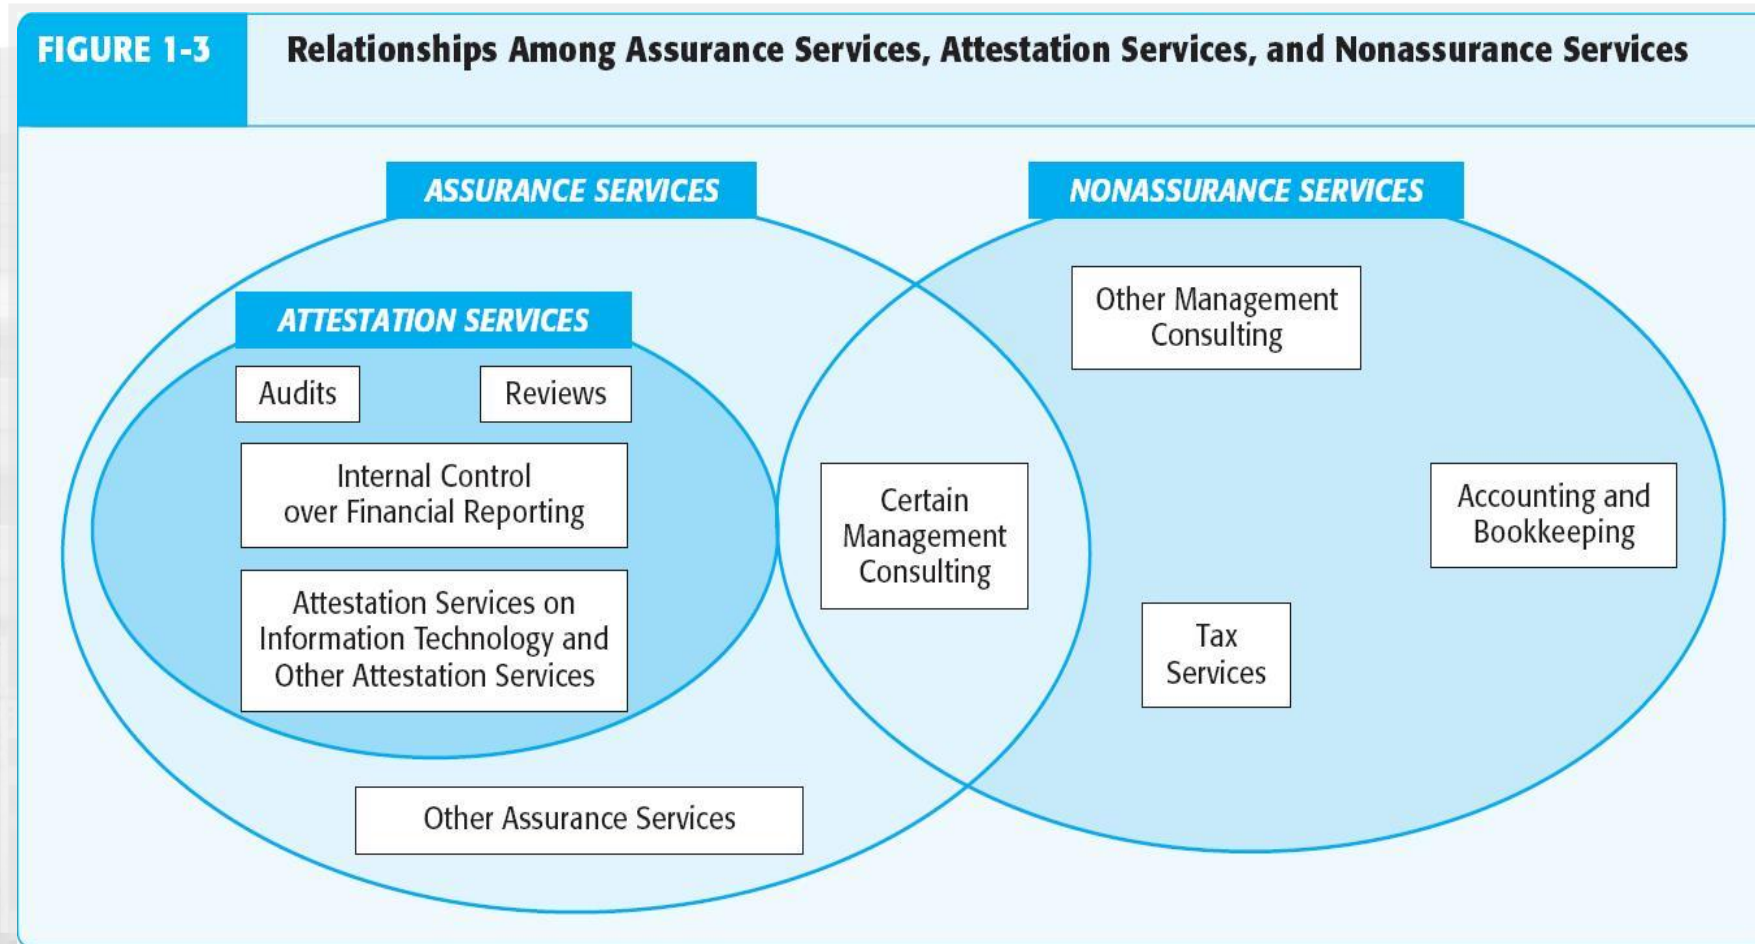 FIGURE 1-3
Relationships Among Assurance Services, Attestation Services, and Nonassurance Services
ASSURANCE SERVICES
NONASSURANCE SERVICES
ATTESTATION SERVICES
Audits
Reviews
Internal Control
over Financial Reporting
Attestation Services on
Information Technology and
Other Attestation Services
Other Assurance Services
Certain
Management
Consulting
Other Management
Consulting
Accounting and
Bookkeeping
Tax
Services